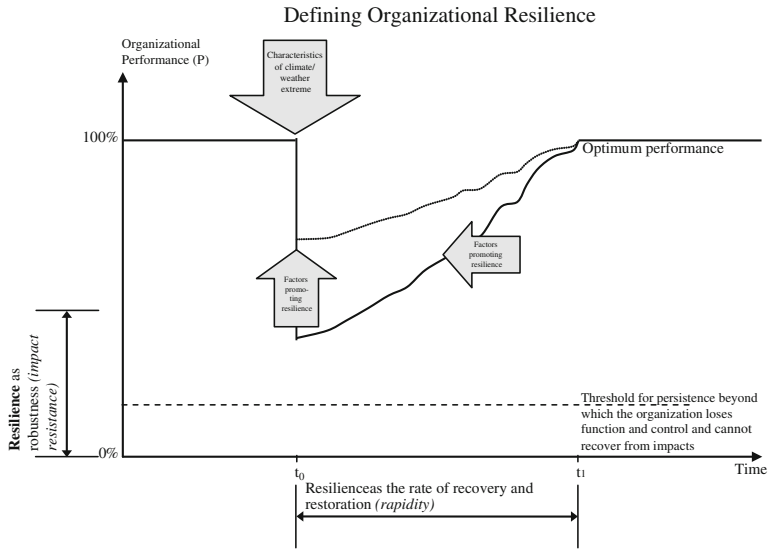 Defining Organizational Resilience
Organizational
Performance (P)
Characteristics
of climate/
weather
extreme
100%
Optimum performance
Factors
promoting
resilience
Factors
promo-
ting
resilience
Resilience as
robustness (impact
resistance)
Threshold for persistence beyond
which the organization loses
function and control and cannot
recover from impacts
0%
t0
t1
Time
Resilienceas the rate of recovery and
restoration (rapidity)